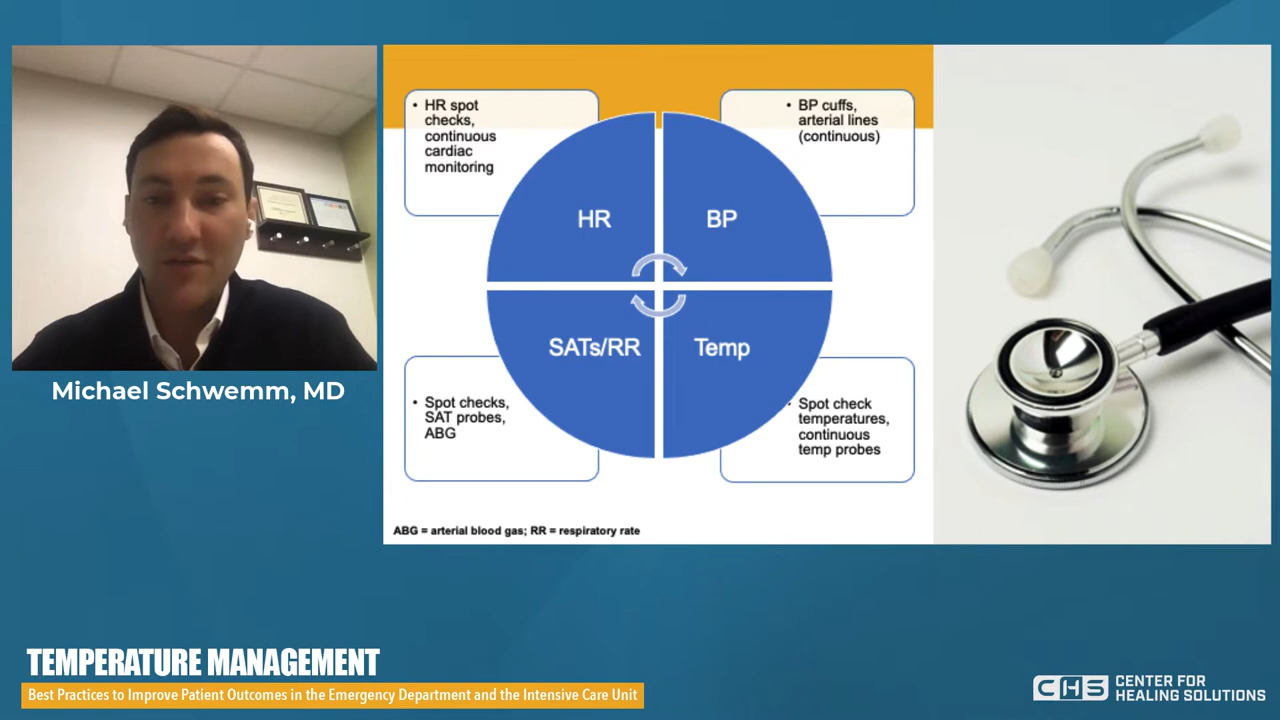 Michael Schwemm, MD
• HR spot
checks,
continuous
cardiac
monitoring
• BP cuffs,
arterial lines
(continuous)
HR
BP
SATs/RR
Temp
• Spot checks,
SAT probes,
ABG
• Spot check
temperatures,
continuous
temp probes
ABG = arterial blood gas; RR = respiratory rate
TEMPERATURE MANAGEMENT
Best Practices to Improve Patient Outcomes in the Emergency Department and the Intensive Care Unit
CHS
CENTER FOR
HEALING SOLUTIONS